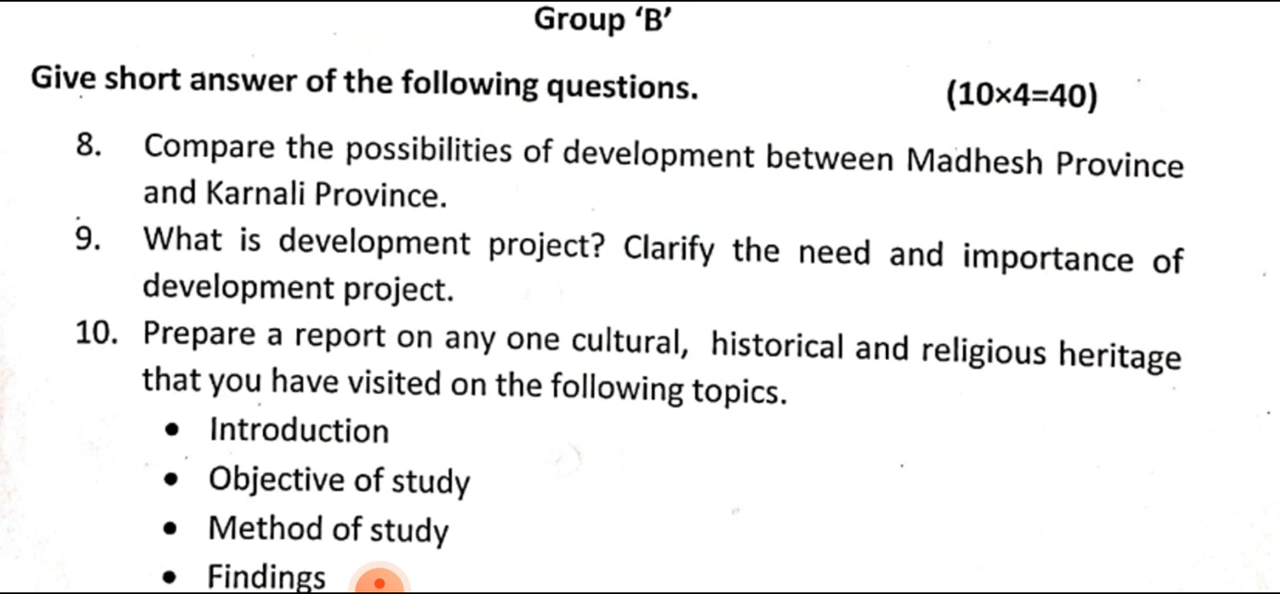 Group ‘B’
Give short answer of the following questions. (10×4=40)
8. Compare the possibilities of development between Madhesh Province
and Karnali Province.
9. What is development project? Clarify the need and importance of
development project.
10. Prepare a report on any one cultural, historical and religious heritage
that you have visited on the following topics.
• Introduction
• Objective of study
• Method of study
• Findings